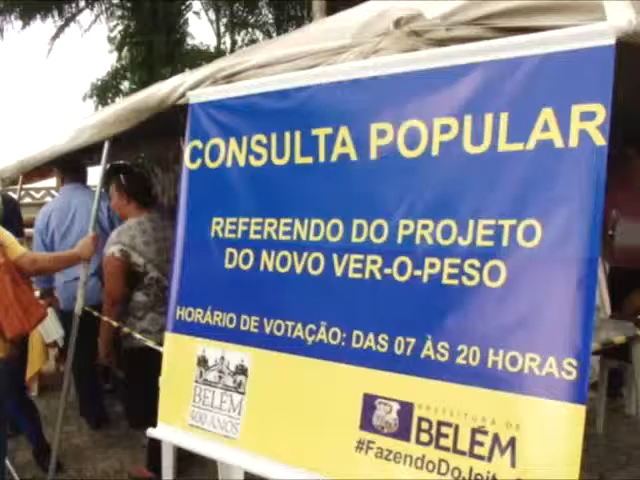 CONSULTA POPULAR
REFERENDO DO PROJETO
DO NOVO VER-O-PESO
HORÁRIO DE VOTAÇÃO: DAS 07 ÀS 20 HORAS
BELÉM
400 ANOS
PREFEITURA DE
BELÉM